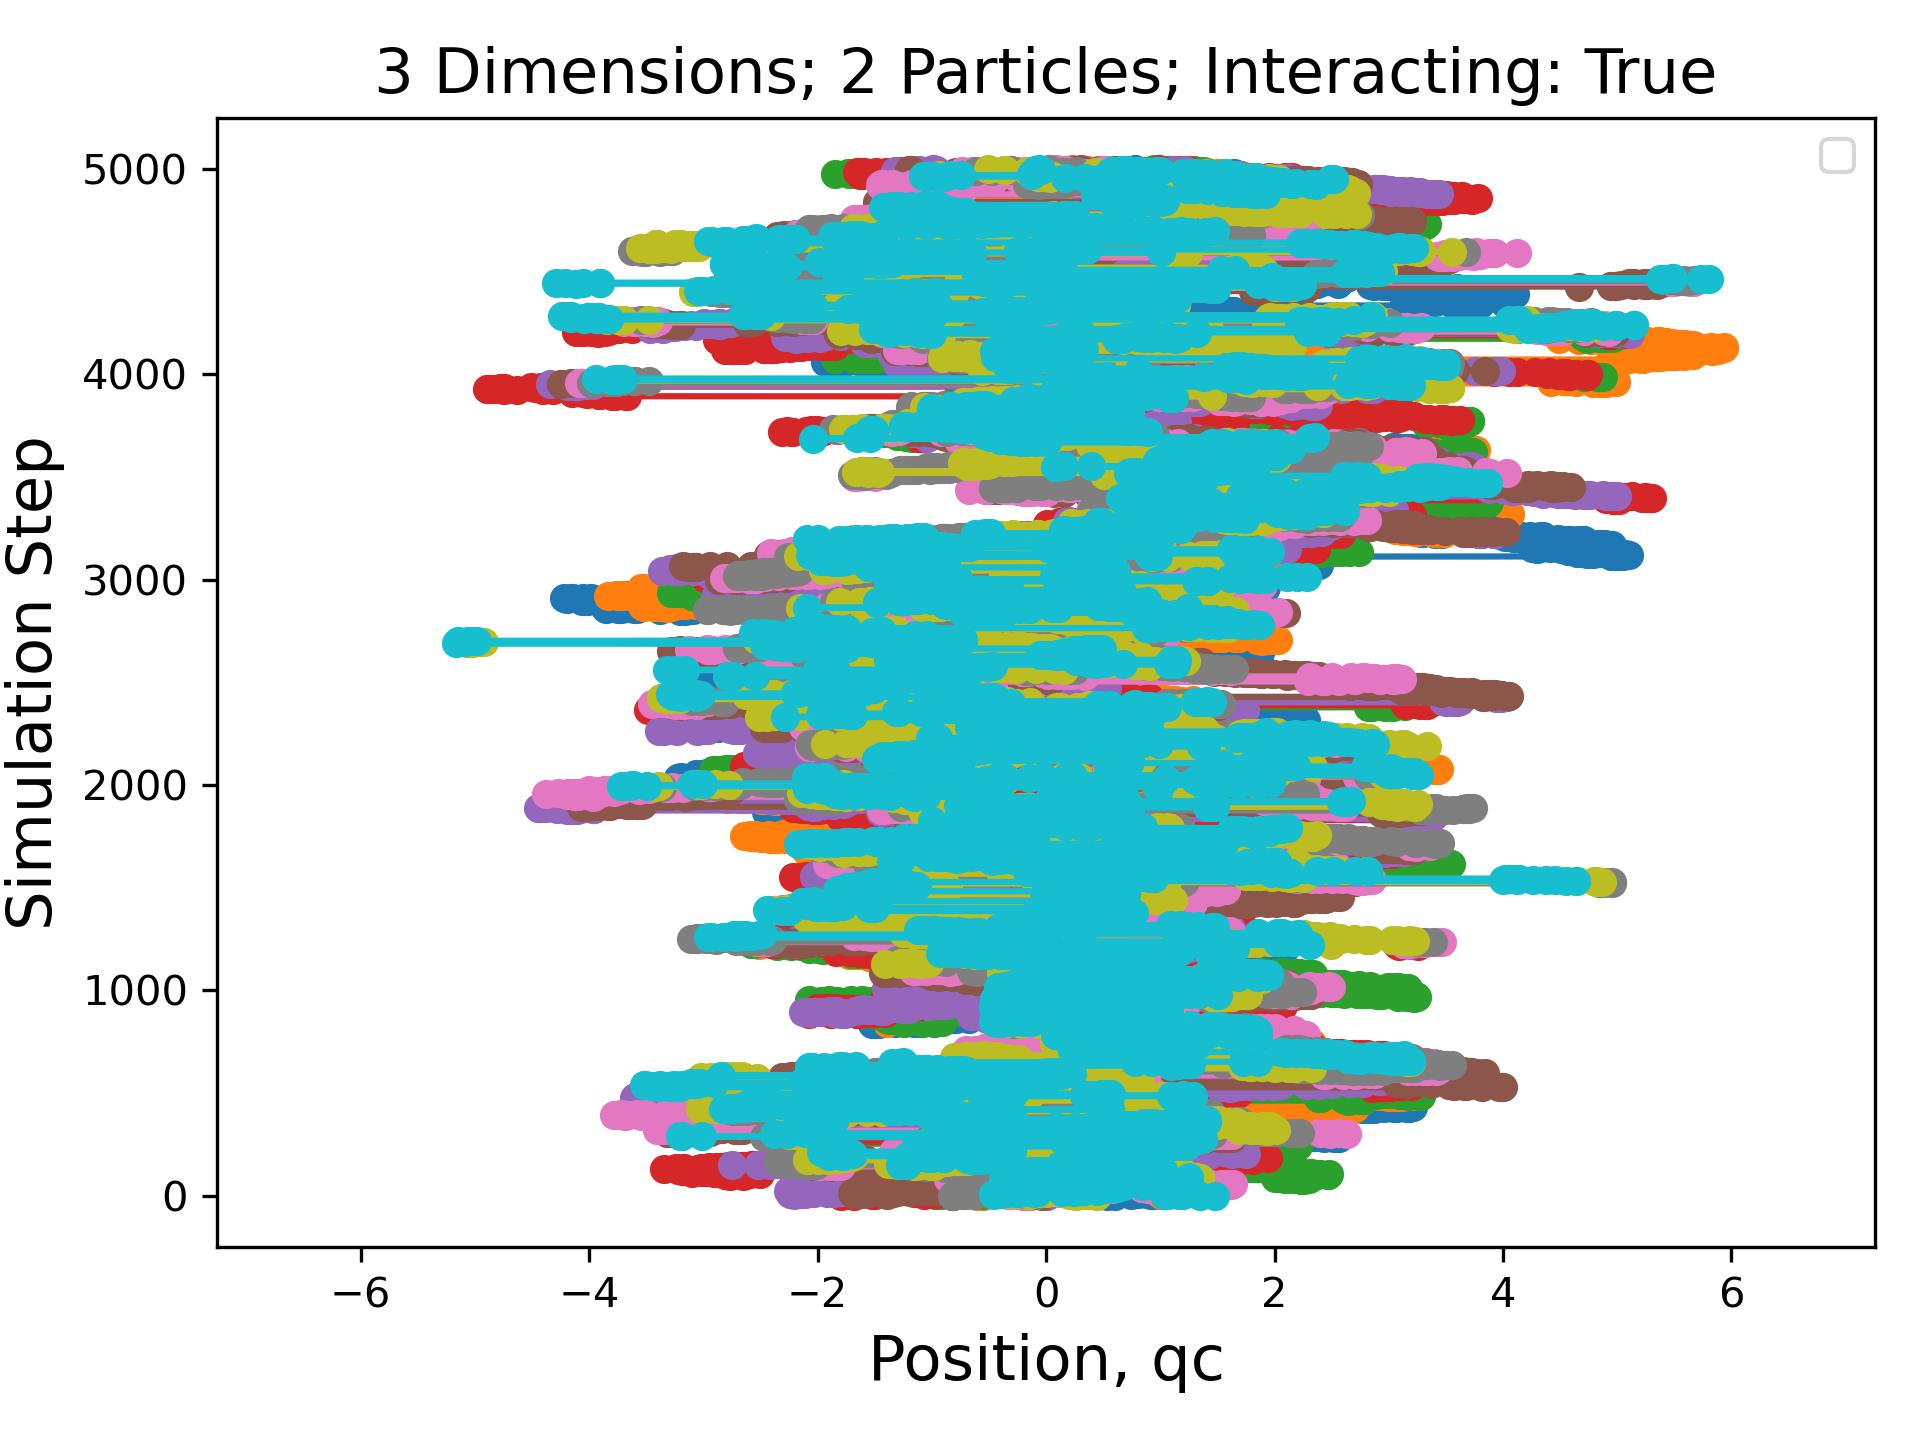 3 Dimensions; 2 Particles; Interacting: True
Simulation Step
5000
4000
3000
2000
1000
0
−6 −4 −2 0 2 4 6
Position, qc